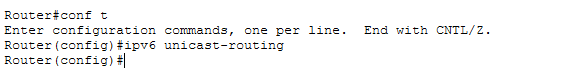 Router#conf t
Enter configuration commands, one per line.  End with CNTL/Z.
Router(config)#ipv6 unicast-routing
Router(config)#